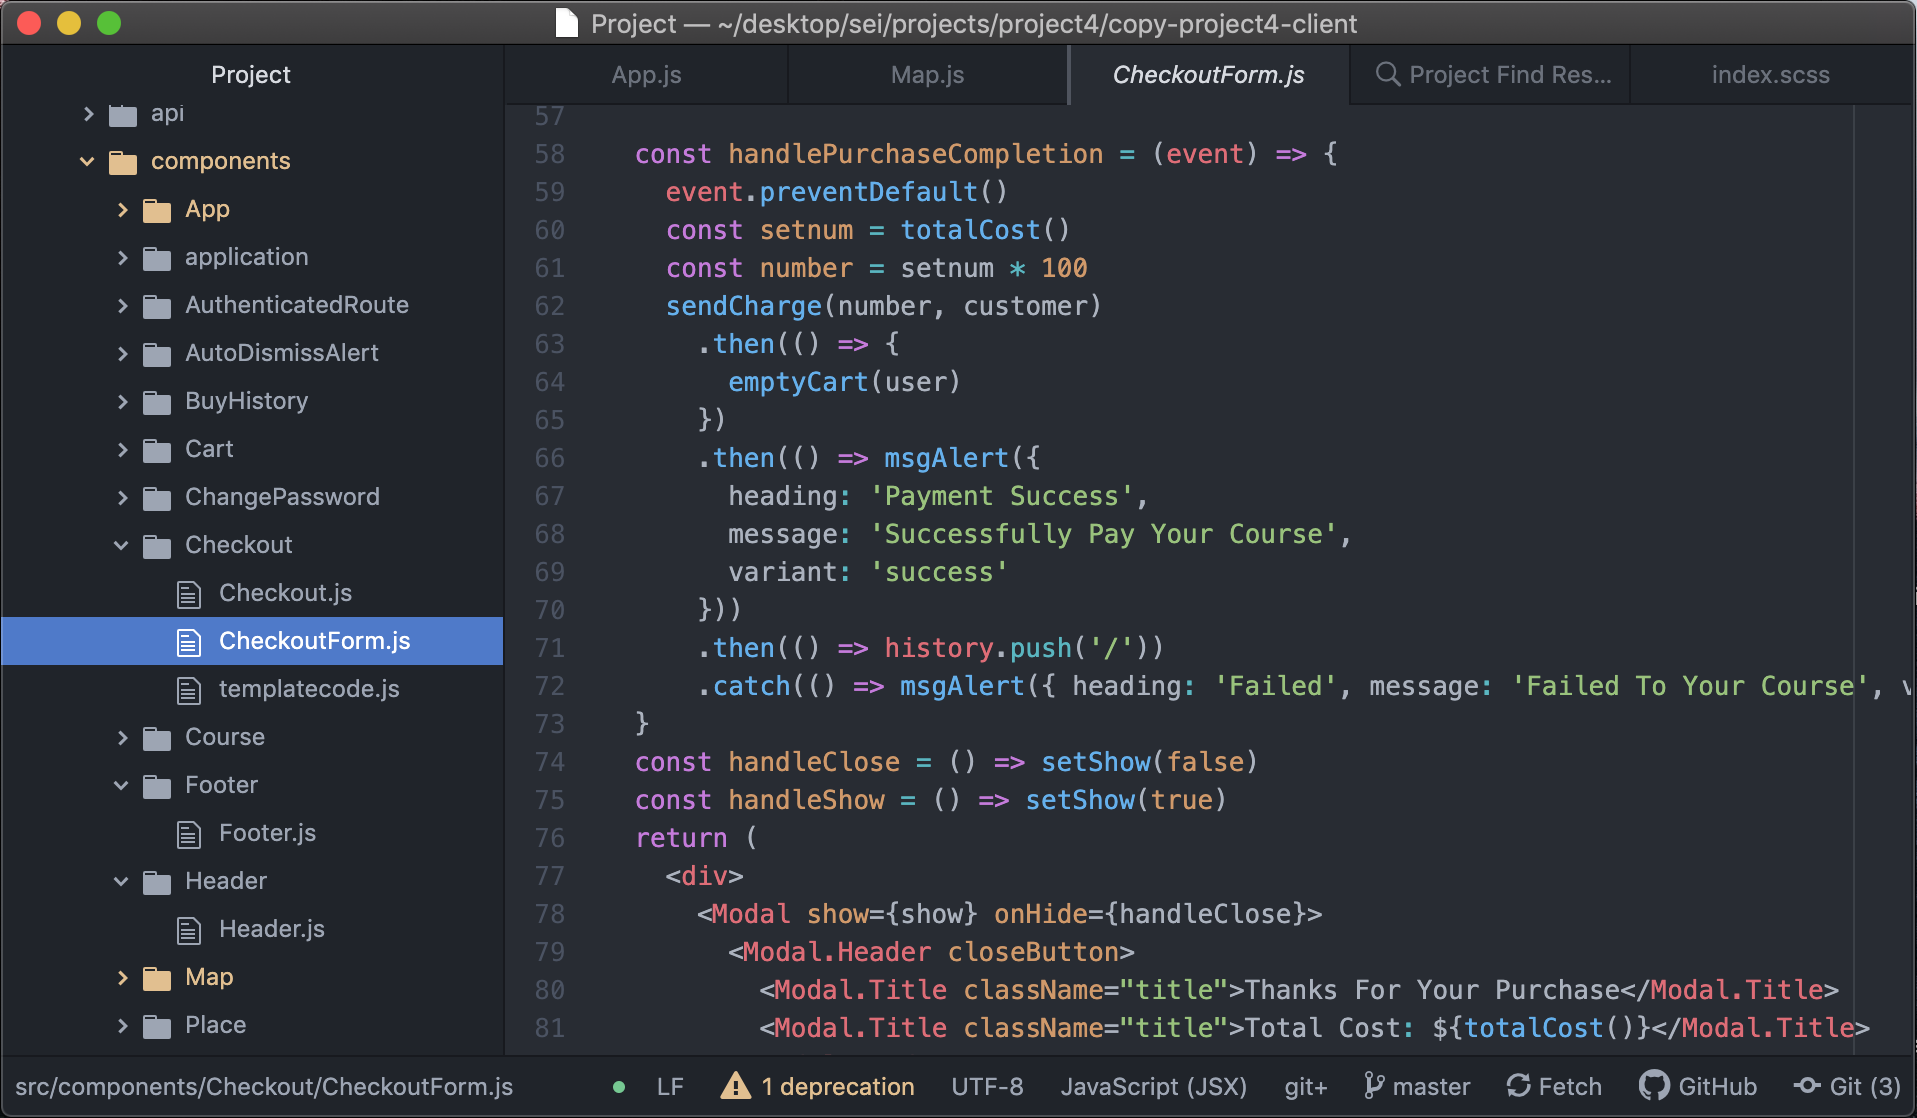 Project — ~/desktop/sei/projects/project4/copy-project4-client
Project
api
components
App
application
AuthenticatedRoute
AutoDismissAlert
BuyHistory
Cart
ChangePassword
Checkout
Checkout.js
CheckoutForm.js
templatecode.js
Course
Footer
Footer.js
Header
Header.js
Map
Place
App.js
Map.js
CheckoutForm.js
Project Find Res...
index.scss
57
58 const handlePurchaseCompletion = (event) => {
59 event.preventDefault()
60 const setnum = totalCost()
61 const number = setnum * 100
62 sendCharge(number, customer)
63 .then(() => {
64 emptyCart(user)
65 })
66 .then(() => msgAlert({
67 heading: 'Payment Success',
68 message: 'Successfully Pay Your Course',
69 variant: 'success'
70 }))
71 .then(() => history.push('/'))
72 .catch(() => msgAlert({ heading: 'Failed', message: 'Failed To Your Course',
73 }
74 const handleClose = () => setShow(false)
75 const handleShow = () => setShow(true)
76 return (
77 <div>
78 <Modal show={show} onHide={handleClose}>
79 <Modal.Header closeButton>
80 <Modal.Title className="title">Thanks For Your Purchase</Modal.Title>
81 <Modal.Title className="title">Total Cost: ${totalCost()}</Modal.Title>
src/components/Checkout/CheckoutForm.js
LF
1 deprecation
UTF-8
JavaScript (JSX)
git+
master
Fetch
GitHub
Git (3)